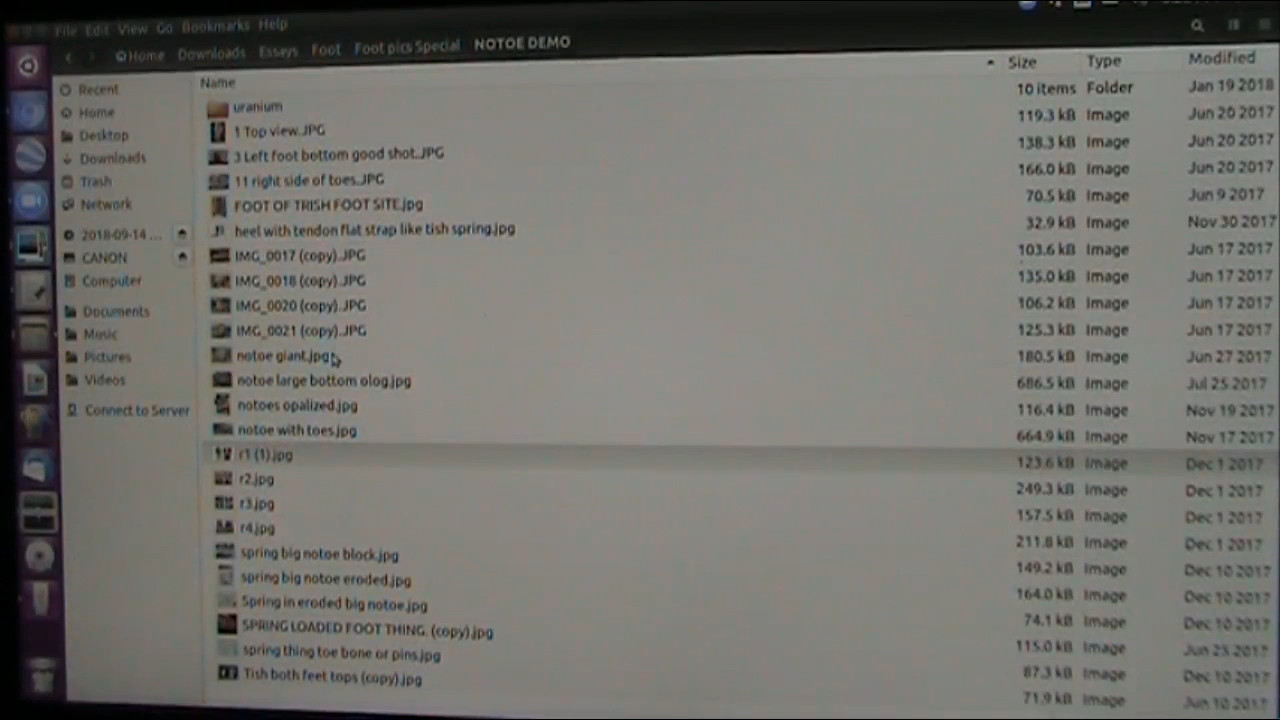 File Edit View Go Bookmarks Help
Home Downloads Essays Foot Foot pics Special NOTOE DEMO
Name Size Type Modified
Recent
Home
Desktop
Downloads
Trash
Network
2018-09-14 ...
CANON
Computer
Documents
Music
Pictures
Videos
Connect to Server
uranium 10 items Folder Jan 19 2018
1 Top view.JPG 119.3 kB Image Jun 20 2017
3 Left foot bottom good shot.JPG 138.3 kB Image Jun 20 2017
11 right side of toes.JPG 166.0 kB Image Jun 20 2017
FOOT OF TRISH FOOT SITE.jpg 70.5 kB Image Jun 9 2017
heel with tendon flat strap like tish spring.jpg 32.9 kB Image Nov 30 2017
IMG_0017 (copy).JPG 103.6 kB Image Jun 17 2017
IMG_0018 (copy).JPG 135.0 kB Image Jun 17 2017
IMG_0020 (copy).JPG 106.2 kB Image Jun 17 2017
IMG_0021 (copy).JPG 125.3 kB Image Jun 17 2017
notoe giant.jpg 180.5 kB Image Jun 27 2017
notoe large bottom olog.jpg 686.5 kB Image Jul 25 2017
notoes opalized.jpg 116.4 kB Image Nov 19 2017
notoe with toes.jpg 664.9 kB Image Nov 17 2017
r1 (1).jpg 123.6 kB Image Dec 1 2017
r2.jpg 249.3 kB Image Dec 1 2017
r3.jpg 157.5 kB Image Dec 1 2017
r4.jpg 211.8 kB Image Dec 1 2017
spring big notoe block.jpg 149.2 kB Image Dec 10 2017
spring big notoe eroded.jpg 164.0 kB Image Dec 10 2017
Spring in eroded big notoe.jpg 74.1 kB Image Dec 10 2017
SPRING LOADED FOOT THING. (copy).jpg 115.0 kB Image Jun 25 2017
spring thing toe bone or pins.jpg 87.3 kB Image Dec 10 2017
Tish both feet tops (copy).jpg 71.9 kB Image Jun 10 2017